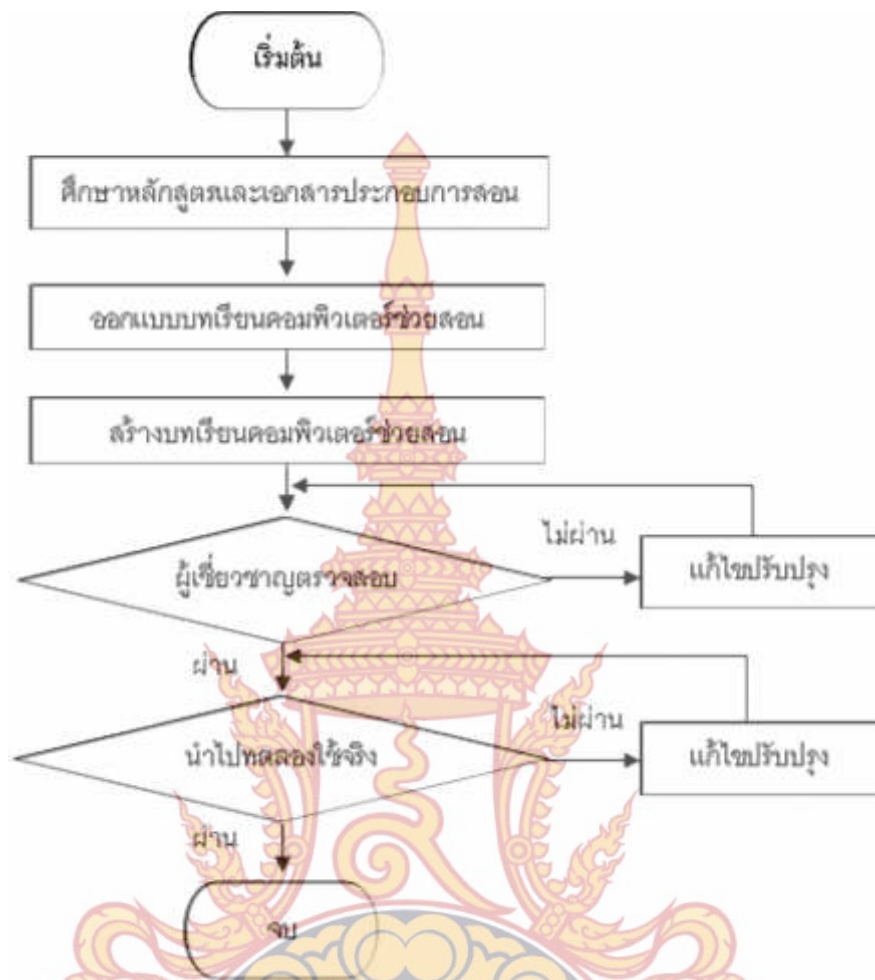 เริ่มต้น
ศึกษาหลักสูตรและเอกสารประกอบการสอน
ออกแบบบทเรียนคอมพิวเตอร์ช่วยสอน
สร้างบทเรียนคอมพิวเตอร์ช่วยสอน
ไม่ผ่าน
ผู้เชี่ยวชาญตรวจสอบ
แก้ไขปรับปรุง
ผ่าน
ไม่ผ่าน
นำไปทดลองใช้จริง
แก้ไขปรับปรุง
ผ่าน
จบ